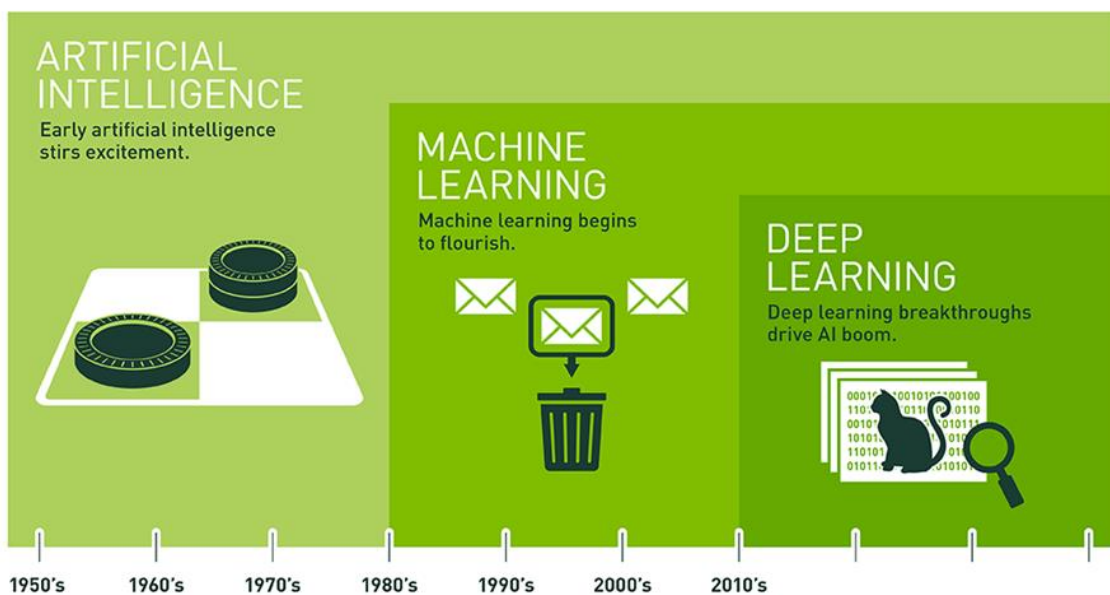 ARTIFICIAL
INTELLIGENCE
Early artificial intelligence
stirs excitement.
MACHINE
LEARNING
Machine learning begins
to flourish.
DEEP
LEARNING
Deep learning breakthroughs
drive AI boom.
1950's
1960's
1970's
1980's
1990's
2000's
2010's